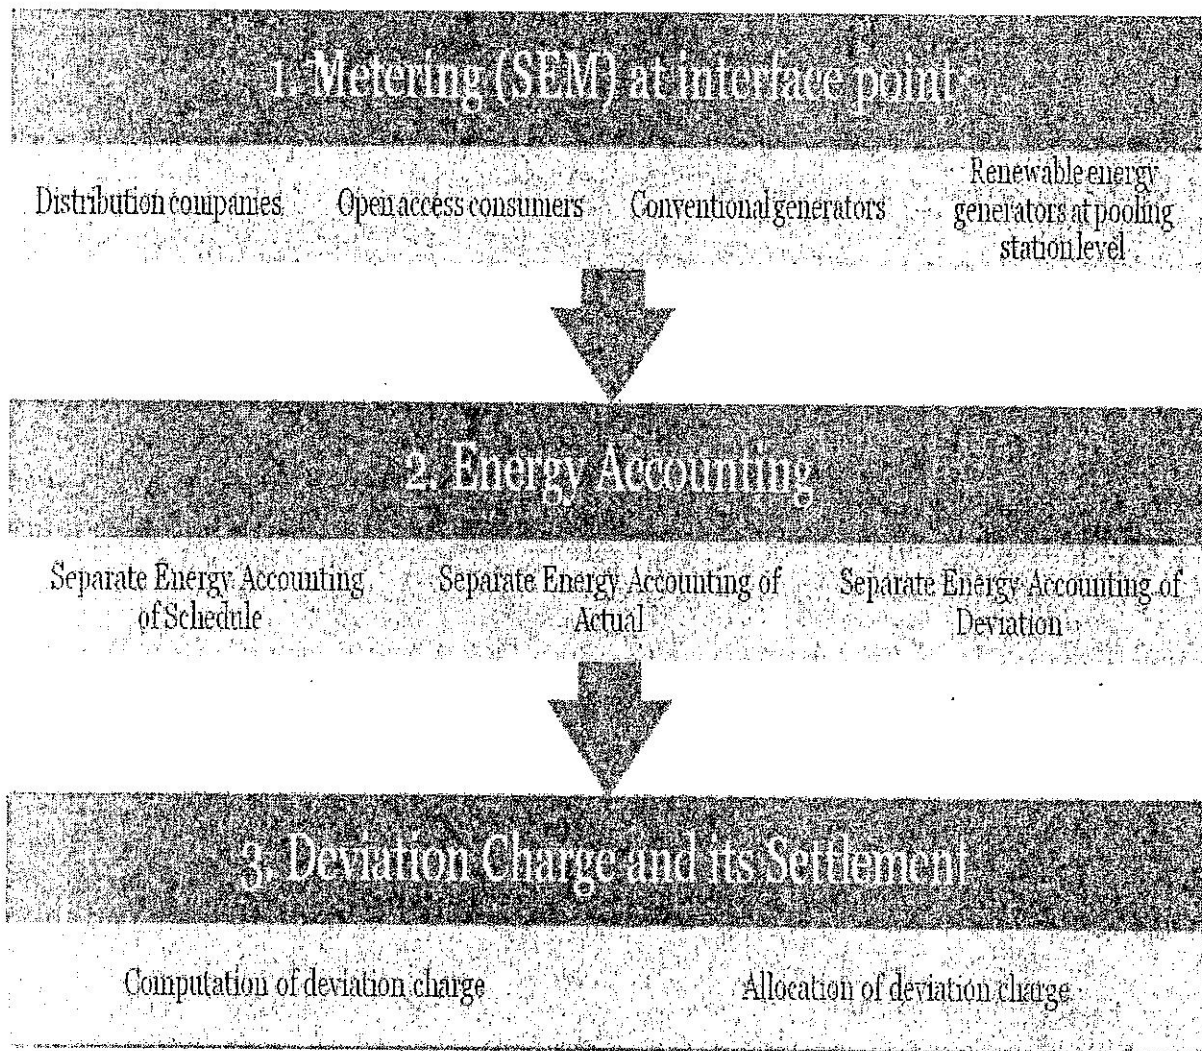 1. Metering (SEM) at interface point*
Distribution companies
Open access consumers
Conventional generators
Renewable energy
generators at pooling
station level
2. Energy Accounting
Separate Energy Accounting
of Schedule
Separate Energy Accounting of
Actual
Separate Energy Accounting of
Deviation
3. Deviation Charge and its Settlement
Computation of deviation charge
Allocation of deviation charge